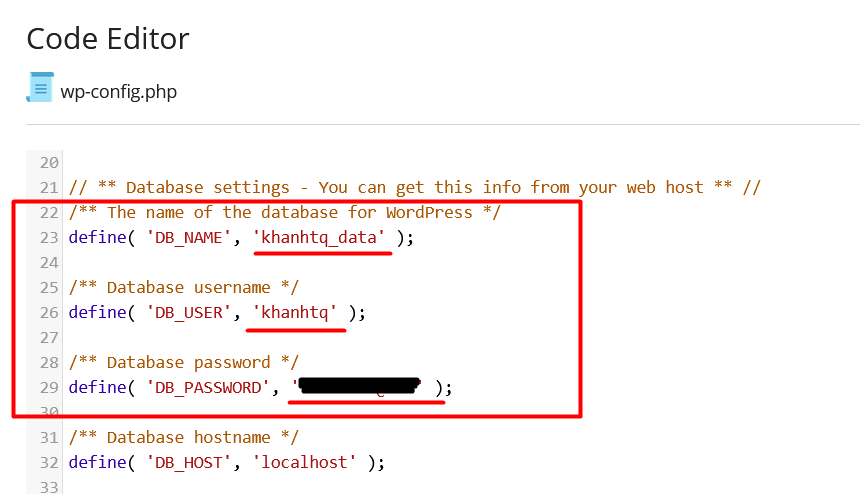 Code Editor
wp-config.php
20
21 // ** Database settings - You can get this info from your web host ** //
22 /** The name of the database for WordPress */
23 define( 'DB_NAME', 'khanhtq_data' );
24
25 /** Database username */
26 define( 'DB_USER', 'khanhtq' );
27
28 /** Database password */
29 define( 'DB_PASSWORD', ' ' );
30
31 /** Database hostname */
32 define( 'DB_HOST', 'localhost' );
33